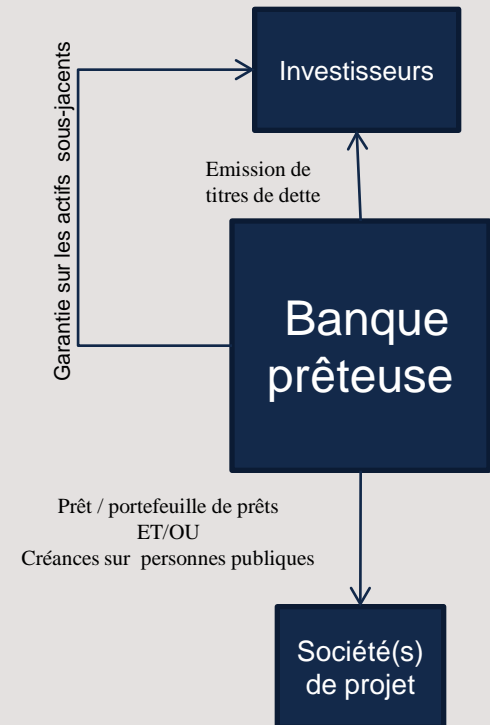 Investisseurs
Garantie sur les actifs sous-jacents
Emission de
titres de dette
Banque
prêteuse
Prêt / portefeuille de prêts
ET/OU
Créances sur personnes publiques
Société(s)
de projet